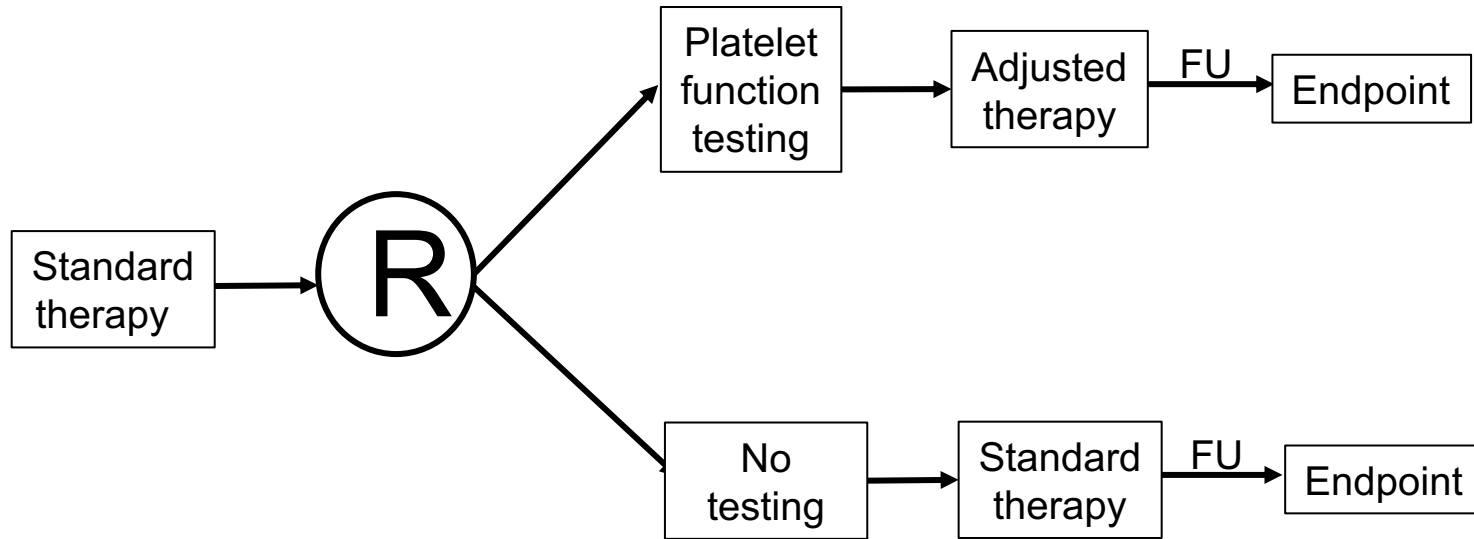 Standard
therapy
R
Platelet
function
testing
Adjusted
therapy
FU
Endpoint
No
testing
Standard
therapy
FU
Endpoint